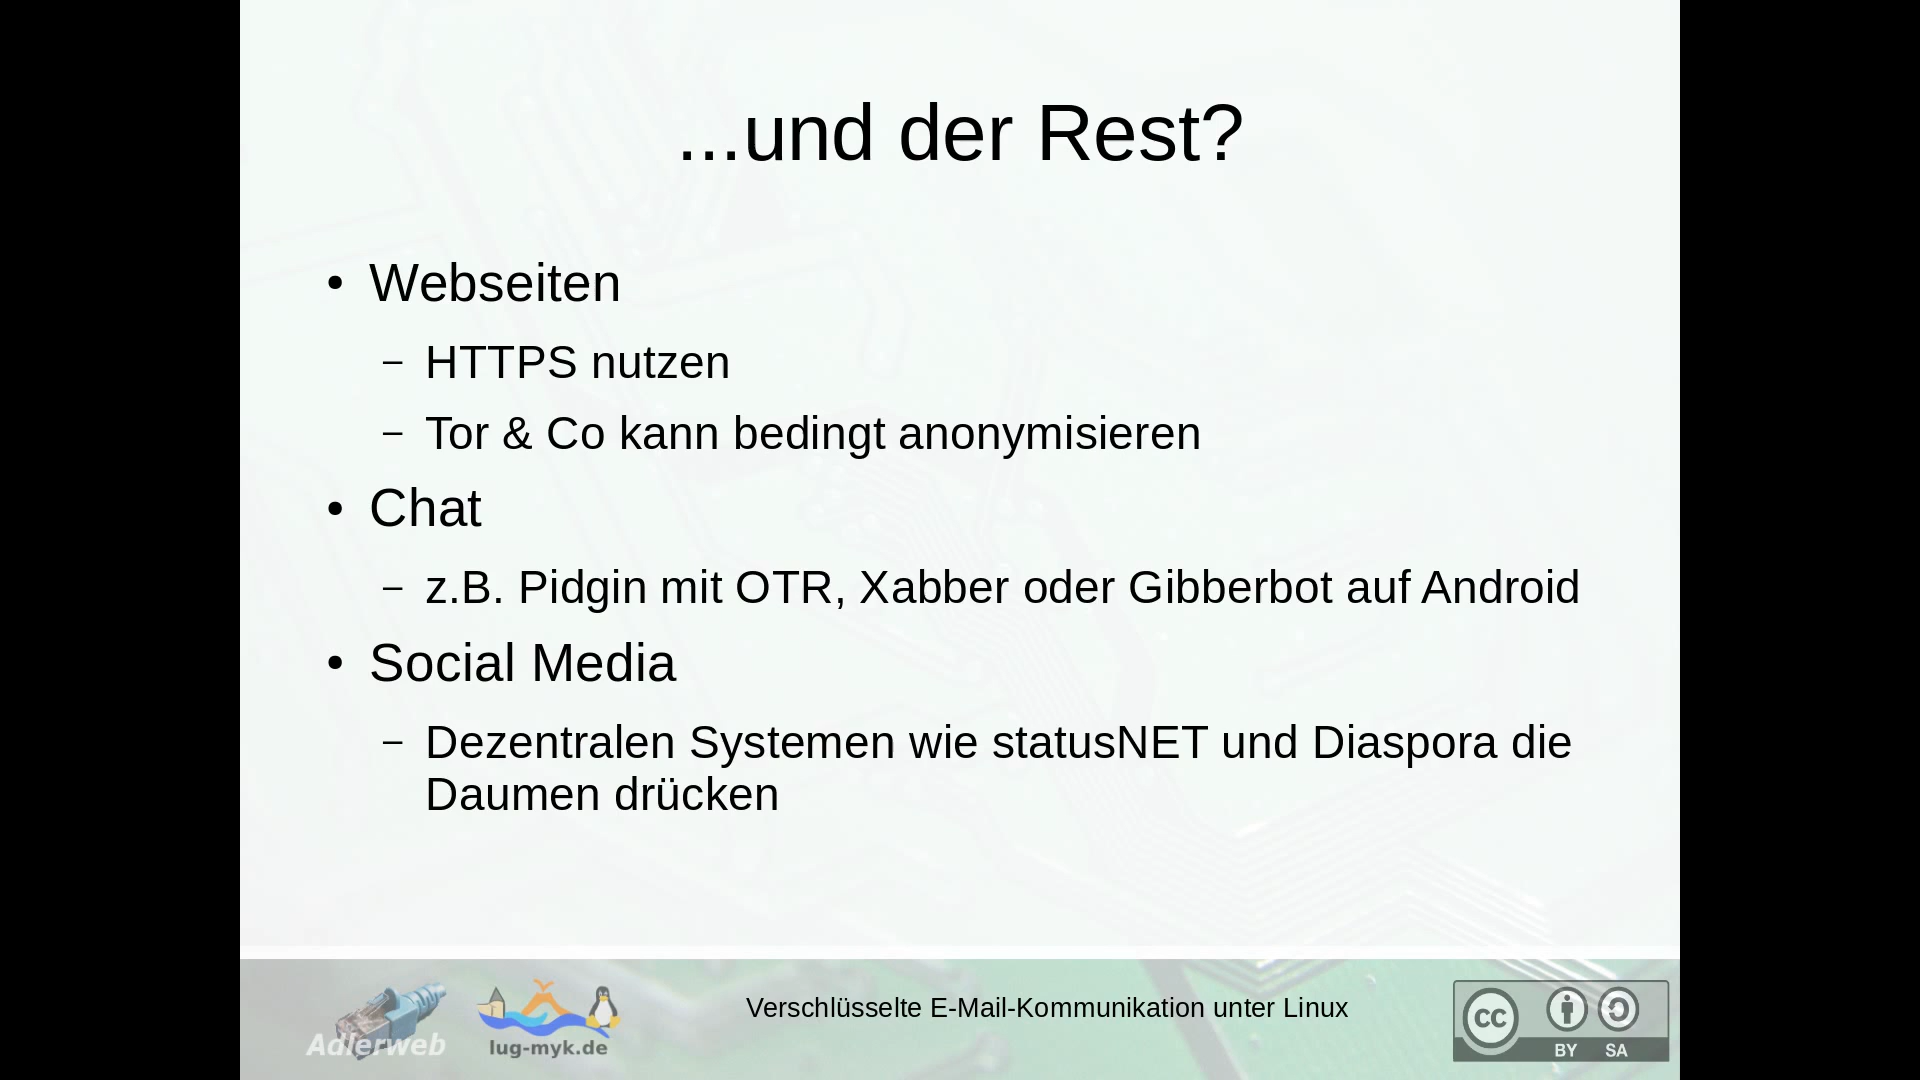 ...und der Rest?
● Webseiten
– HTTPS nutzen
– Tor & Co kann bedingt anonymisieren
● Chat
– z.B. Pidgin mit OTR, Xabber oder Gibberbot auf Android
● Social Media
– Dezentralen Systemen wie statusNET und Diaspora die
Daumen drücken
Adlerweb
lug-myk.de
Verschlüsselte E-Mail-Kommunikation unter Linux
cc
BY SA